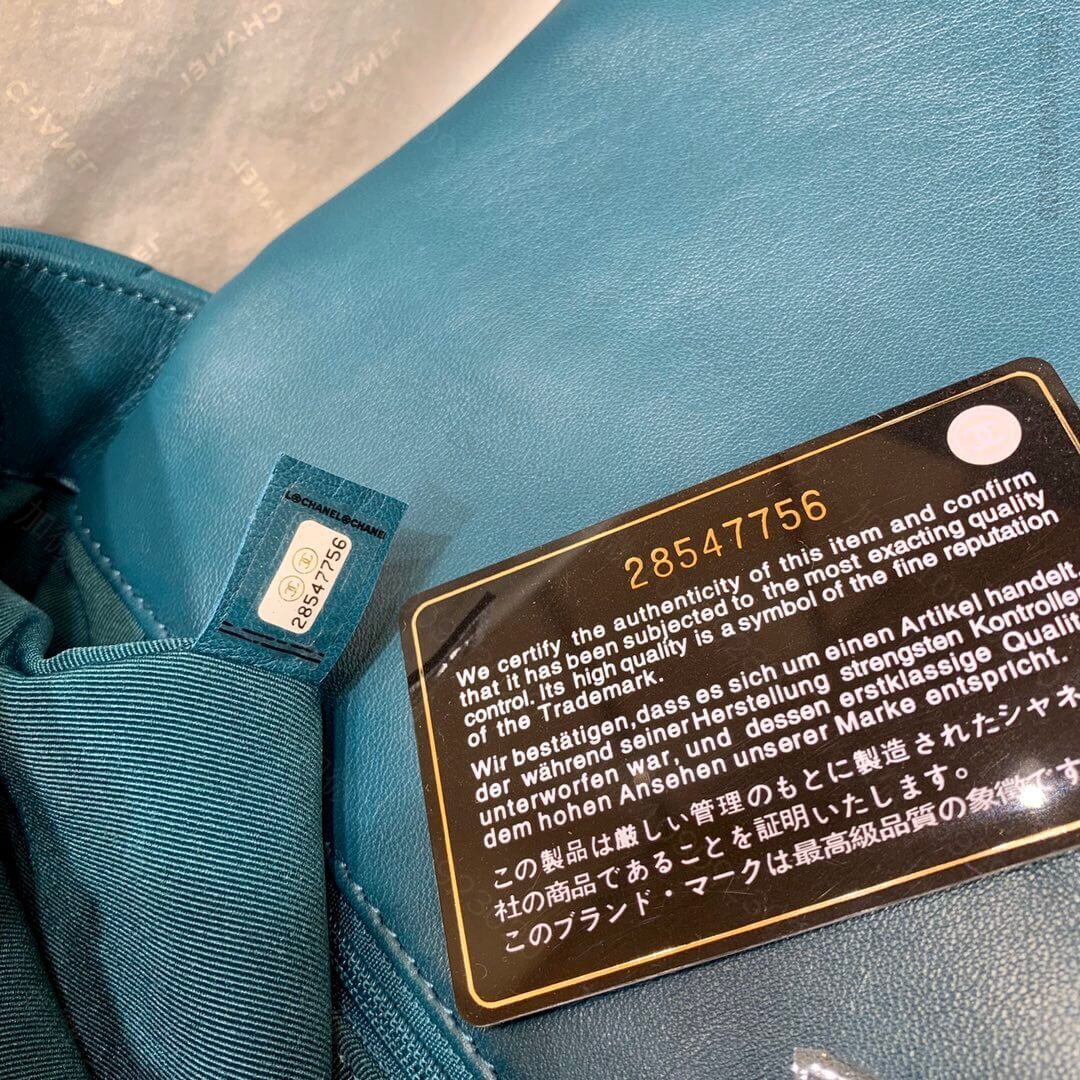 CHANEL
CHANEL
CHANEL
L❂CHANEL❂CHANE
28547756
28547756
We certify the authenticity of this item and confirm
that it has been subjected to the most exacting quality
control. Its high quality is a symbol of the fine reputation
of the Trademark.
Wir bestätigen, dass es sich um einen Artikel handelt,
der während seiner Herstellung strengsten Kontrollen
unterworfen war, und dessen erstklassige Qualit
dem hohen Ansehen unserer Marke entspricht.
この製品は厳しい管理のもとに製造されたシャネ
社の商品であることを証明いたします。
このブランド・マークは最高級品質の象徴です